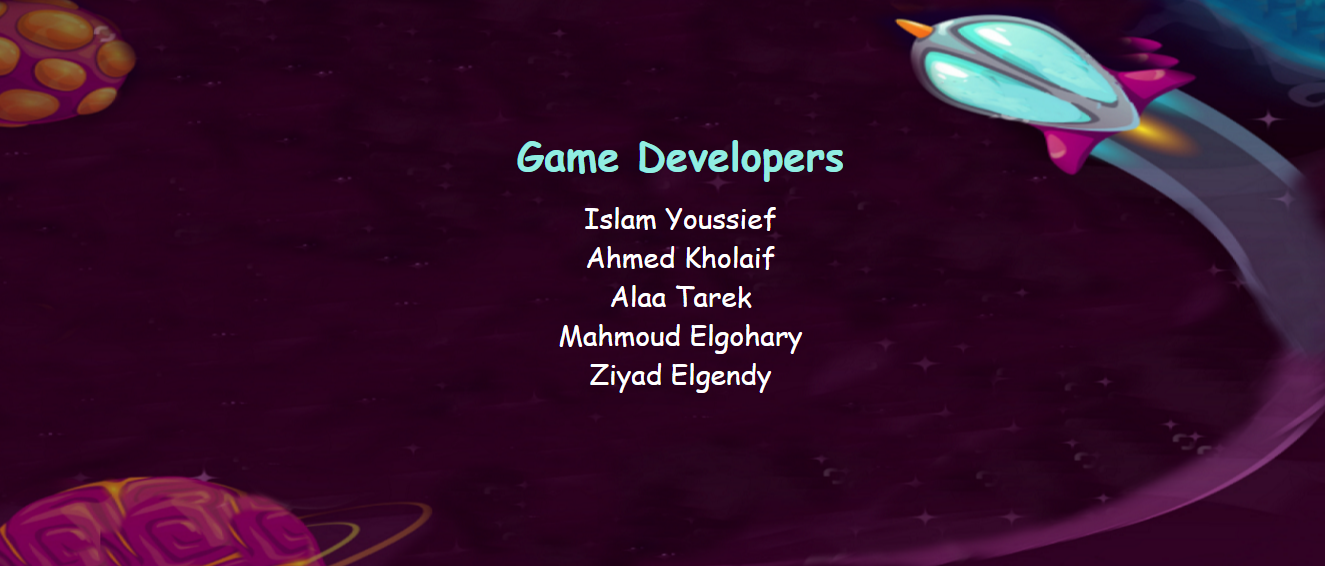 Game Developers
Islam Youssief
Ahmed Kholaif
Alaa Tarek
Mahmoud Elgohary
Ziyad Elgendy